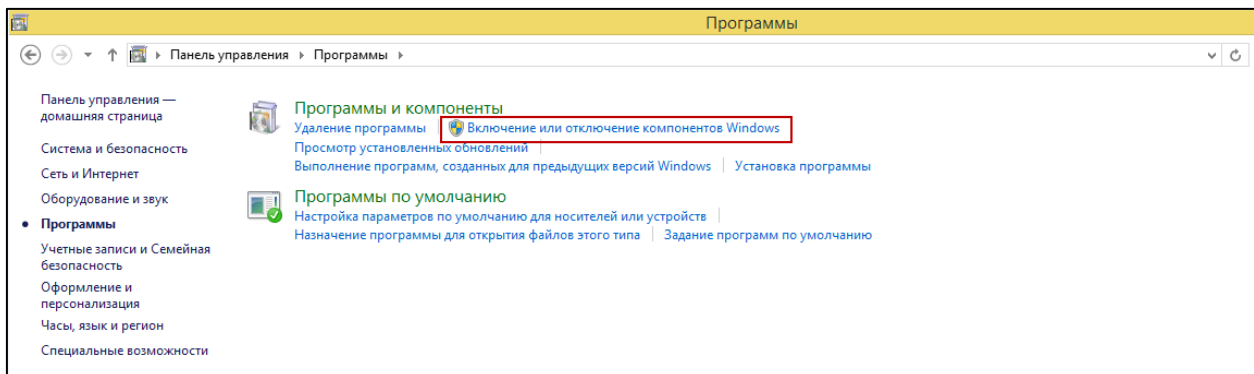 Программы
Панель управления Программы
Панель управления —
домашняя страница
Система и безопасность
Сеть и Интернет
Оборудование и звук
Программы
Учетные записи и Семейная
безопасность
Оформление и
персонализация
Часы, язык и регион
Специальные возможности
Программы и компоненты
Удаление программы Включение или отключение компонентов Windows
Просмотр установленных обновлений
Выполнение программ, созданных для предыдущих версий Windows Установка программы
Программы по умолчанию
Настройка параметров по умолчанию для носителей или устройств
Назначение программы для открытия файлов этого типа Задание программ по умолчанию